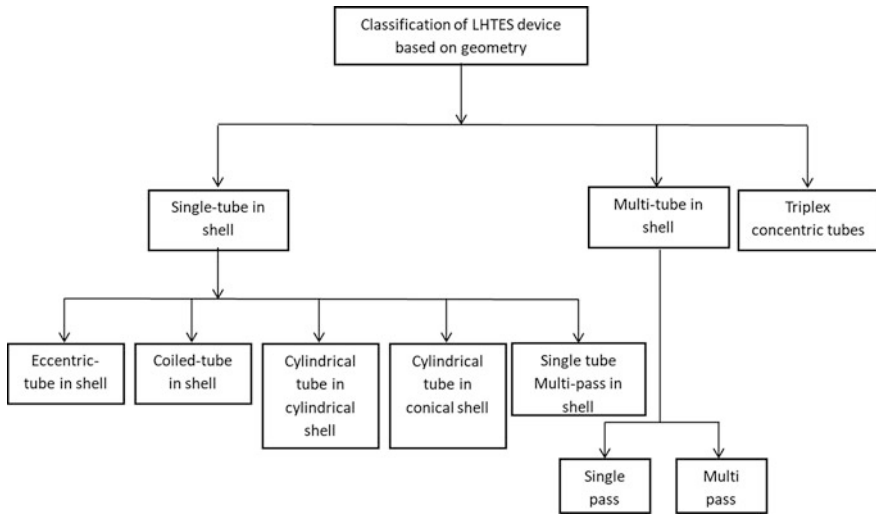 Classification of LHTES device
based on geometry
Single-tube in
shell
Multi-tube in
shell
Triplex
concentric tubes
Eccentric-
tube in shell
Coiled-tube
in shell
Cylindrical
tube in
cylindrical
shell
Cylindrical
tube in
conical shell
Single tube
Multi-pass in
shell
Single
pass
Multi
pass